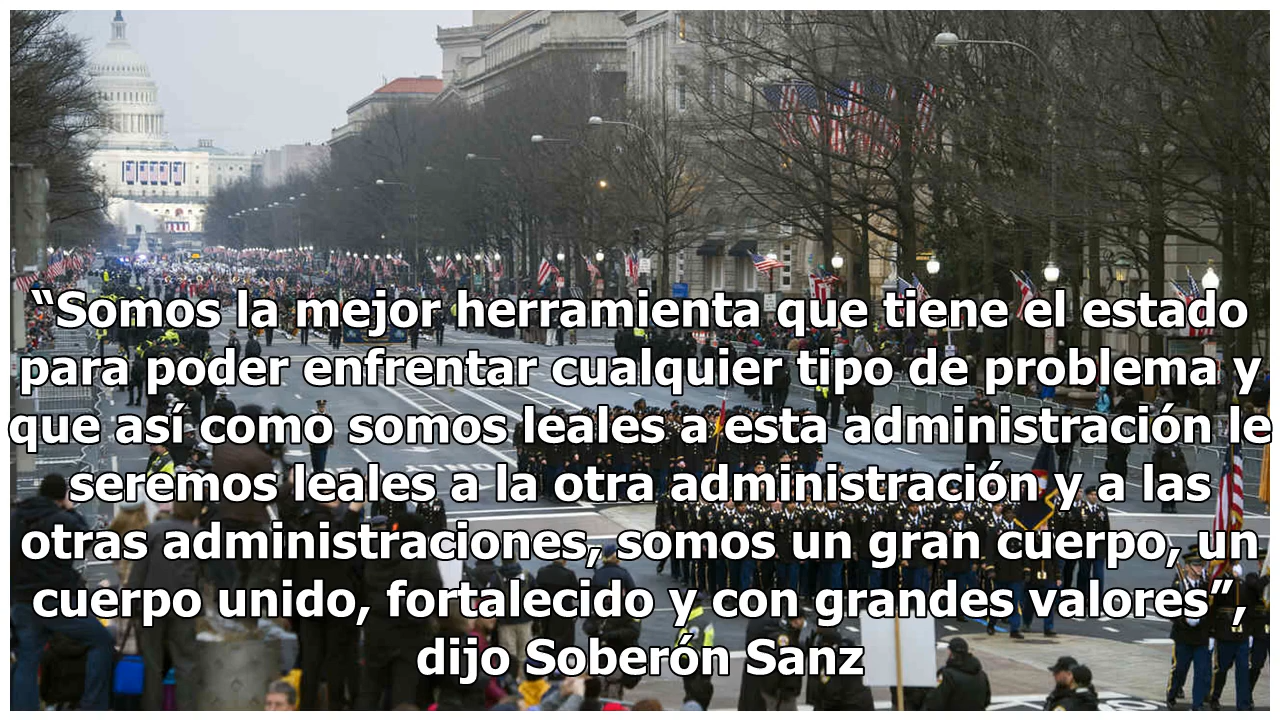 “Somos la mejor herramienta que tiene el estado
para poder enfrentar cualquier tipo de problema y
que así como somos leales a esta administración le
seremos leales a la otra administración y a las
otras administraciones, somos un gran cuerpo, un
cuerpo unido, fortalecido y con grandes valores”,
dijo Soberón Sanz